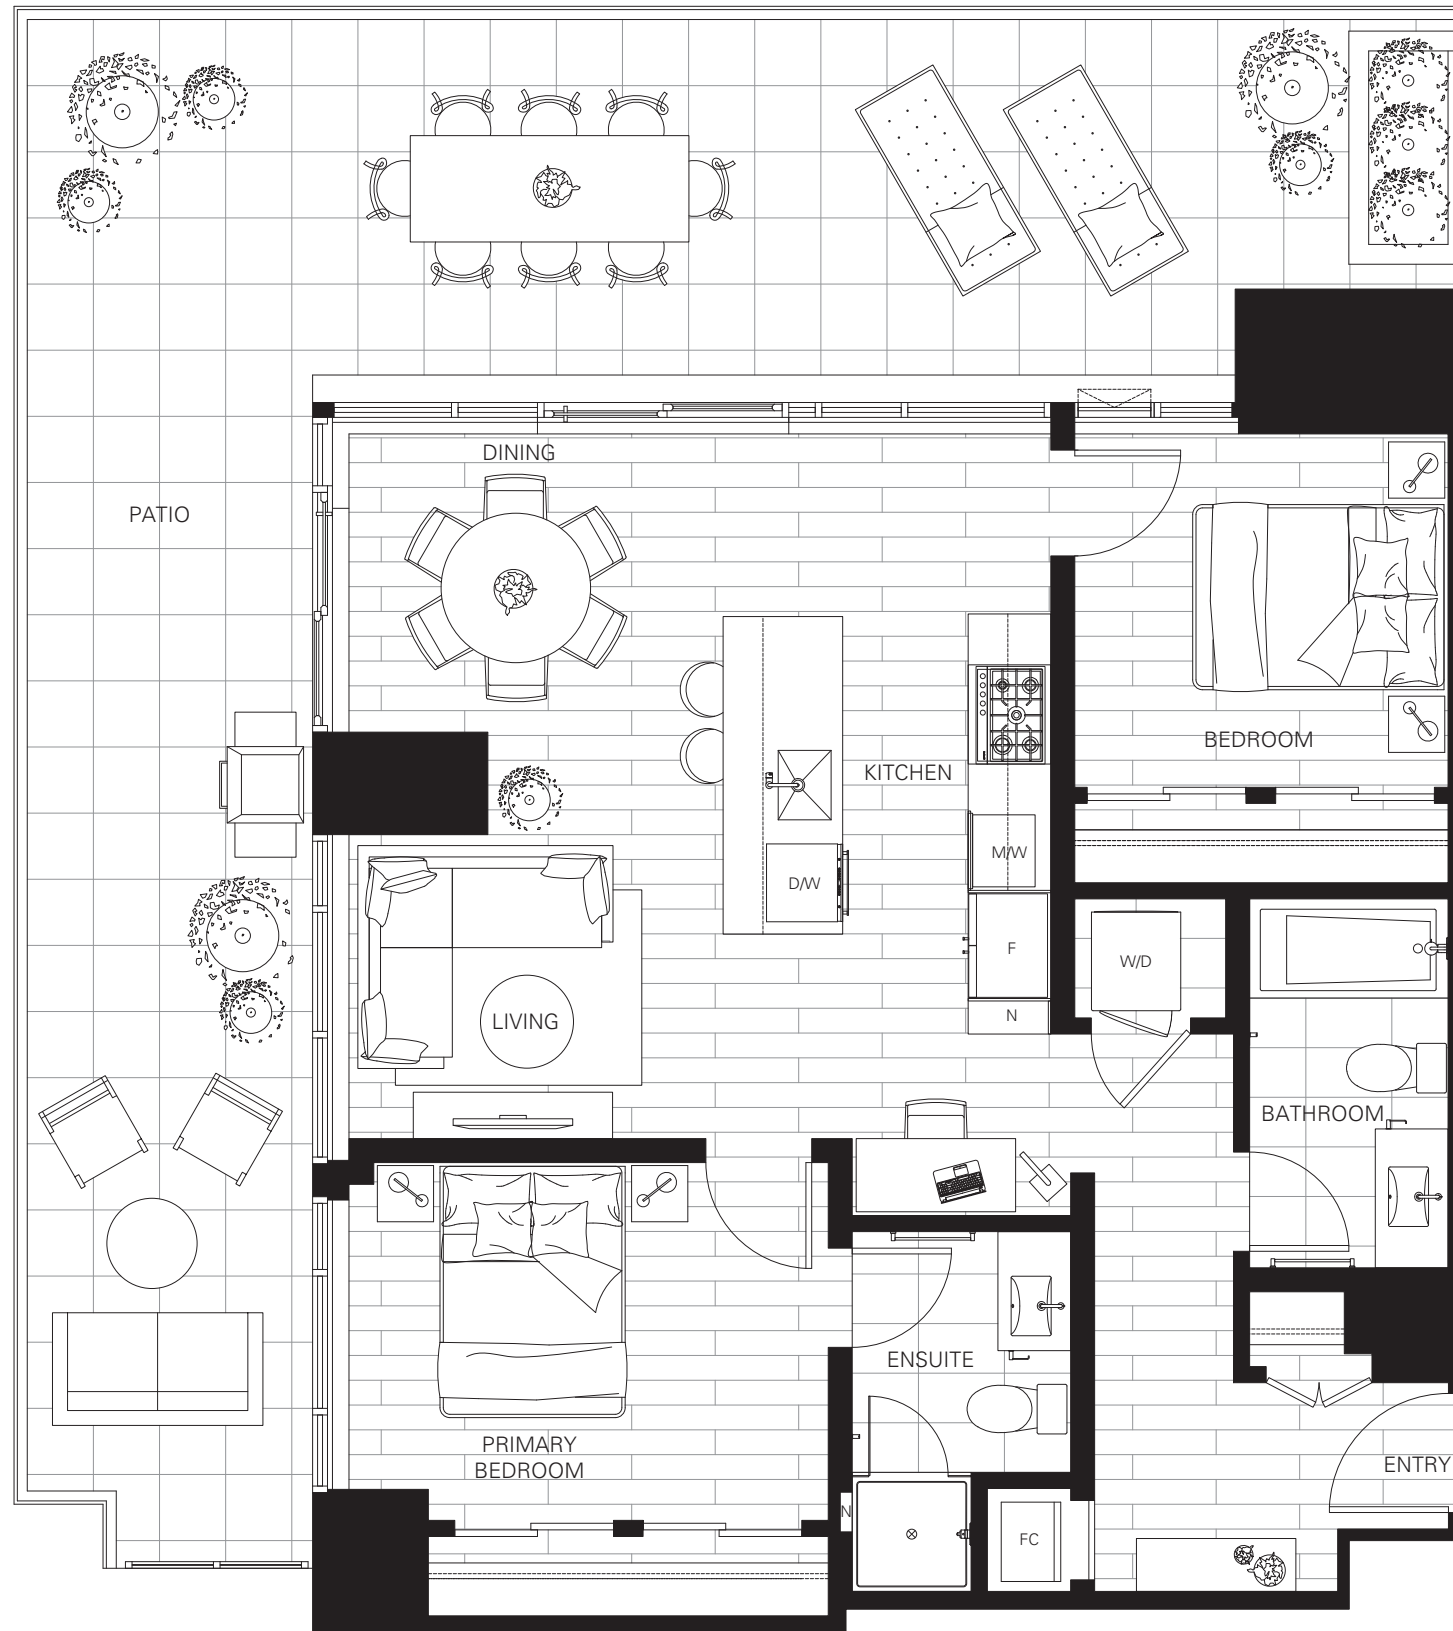 DINING
PATIO
BEDROOM
KITCHEN
M/W
D/W
F
W/D
N
LIVING
BATHROOM
ENSUITE
PRIMARY
BEDROOM
ENTRY
N
FC